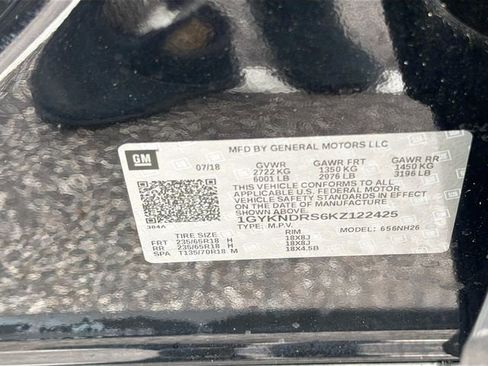 MFD BY GENERAL MOTORS LLC
GM
07/18 GVWR GAWR FRT GAWR RR
2722 KG 1350 KG 1450 KG
6001 LB 2976 LB 3196 LB
THIS VEHICLE CONFORMS TO ALL APPLICABLE U.S. FEDERAL MOTOR
VEHICLE SAFETY STANDARDS IN EFFECT ON THE DATE OF
MANUFACTURE SHOWN ABOVE.
1GYKNDRS6KZ122425
384A TYPE: M.P.V. MODEL: 6S6NH26
TIRE SIZE RIM
FRT 235/65R18 H 18X8J
RR 235/65R18 H 18X8J
SPA T135/70R18 M 18X4.5B